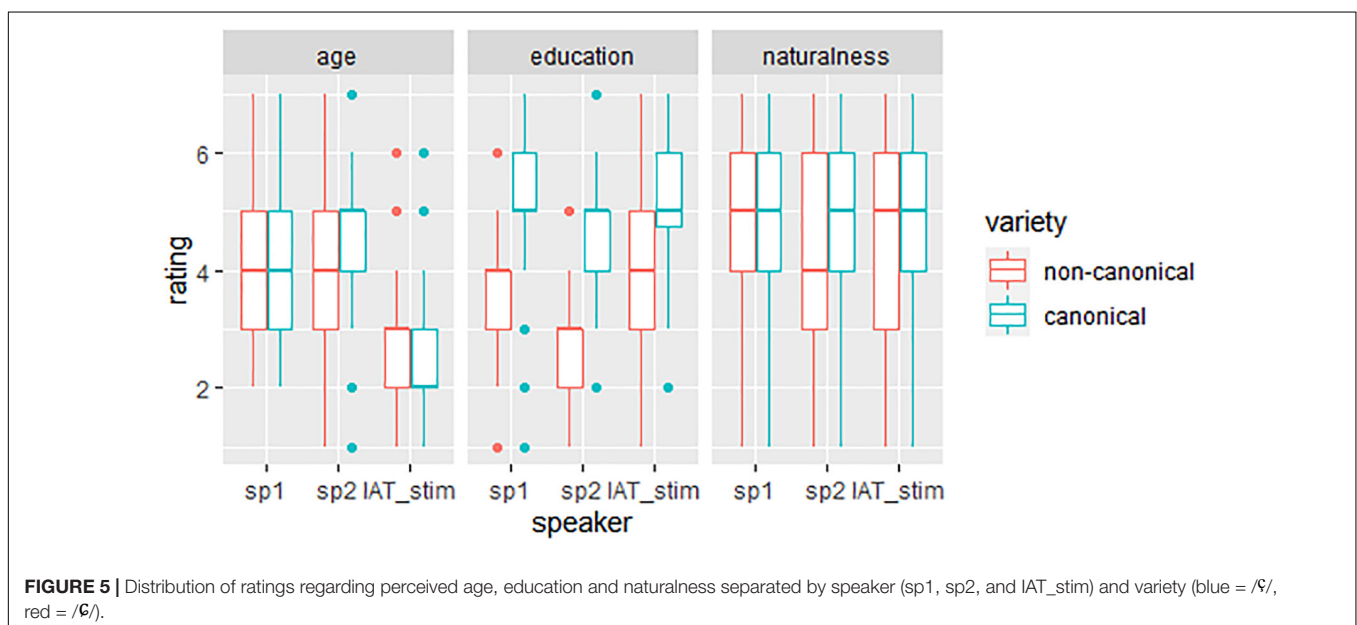 age education naturalness
6
4
2
rating
sp1 sp2 IAT_stim sp1 sp2 IAT_stim sp1 sp2 IAT_stim
speaker
variety
non-canonical
canonical
FIGURE 5 | Distribution of ratings regarding perceived age, education and naturalness separated by speaker (sp1, sp2, and IAT_stim) and variety (blue = /ç/,
red = /